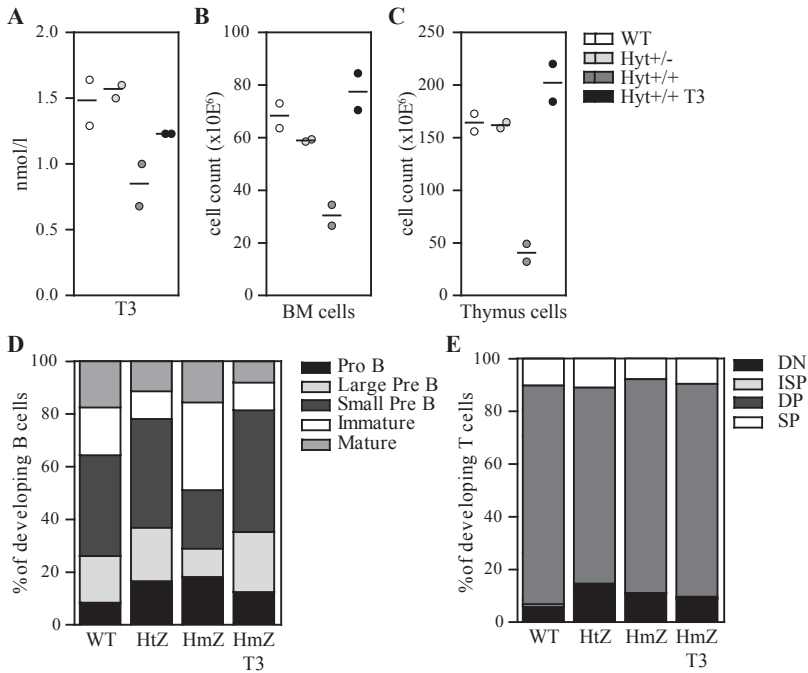 A
2.0
1.5
1.0
0.5
0.0
nmol/l
T3
B
100
80
60
40
20
0
cell count (x10E⁶)
BM cells
C
250
200
150
100
50
0
cell count (x10E⁶)
Thymus cells
WT
Hyt+/-
Hyt+/+
Hyt+/+ T3
D
100
80
60
40
20
0
%of developing B cells
WT
HtZ
HmZ
HmZ
T3
Pro B
Large Pre B
Small Pre B
Immature
Mature
E
100
80
60
40
20
0
%of developing T cells
WT
HtZ
HmZ
HmZ
T3
DN
ISP
DP
SP